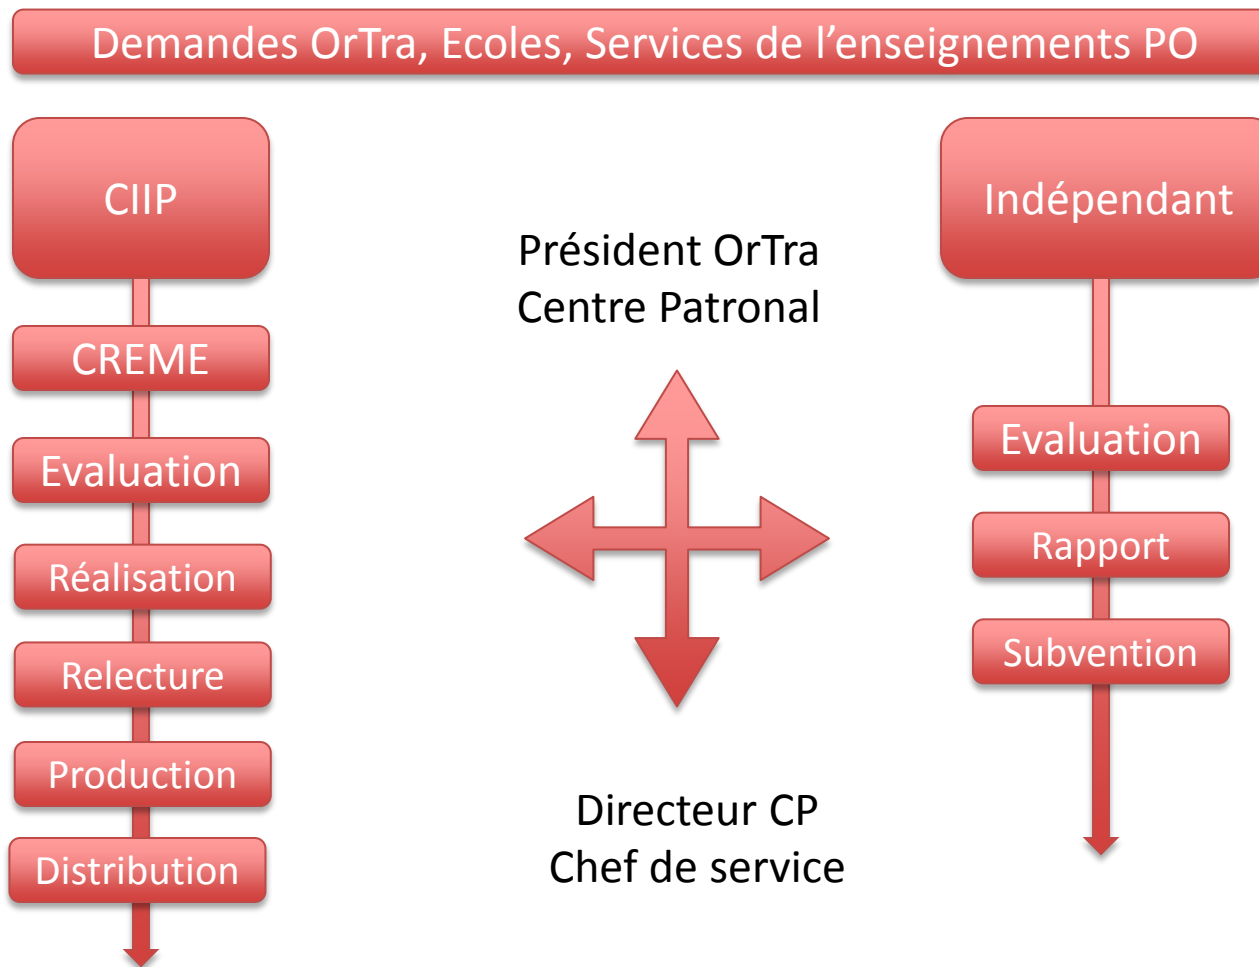 Demandes OrTra, Ecoles, Services de l’enseignements PO
CIIP
CREME
Evaluation
Réalisation
Relecture
Production
Distribution
Président OrTra
Centre Patronal
Directeur CP
Chef de service
Indépendant
Evaluation
Rapport
Subvention